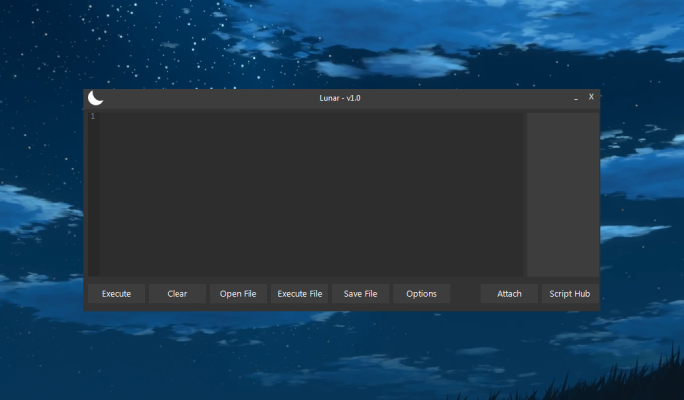 Lunar - v1.0
_ X
1
Execute Clear Open File Execute File Save File Options Attach Script Hub